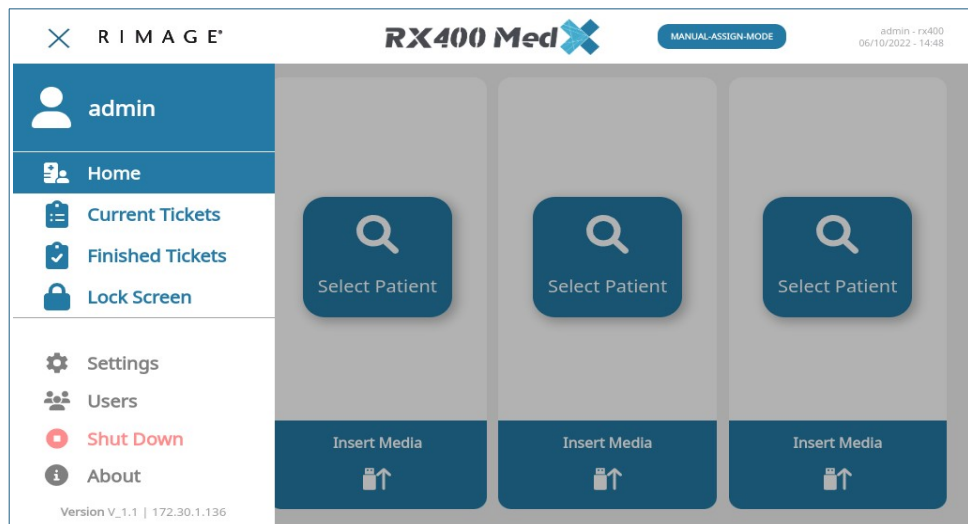 RIMAGE®
RX400 Med
MANUAL-ASSIGN-MODE
admin - rx400
06/10/2022 - 14:48
admin
Home
Current Tickets
Finished Tickets
Lock Screen
Settings
Users
Shut Down
About
Version V_1.1 | 172.30.1.136
Select Patient
Select Patient
Select Patient
Insert Media
Insert Media
Insert Media